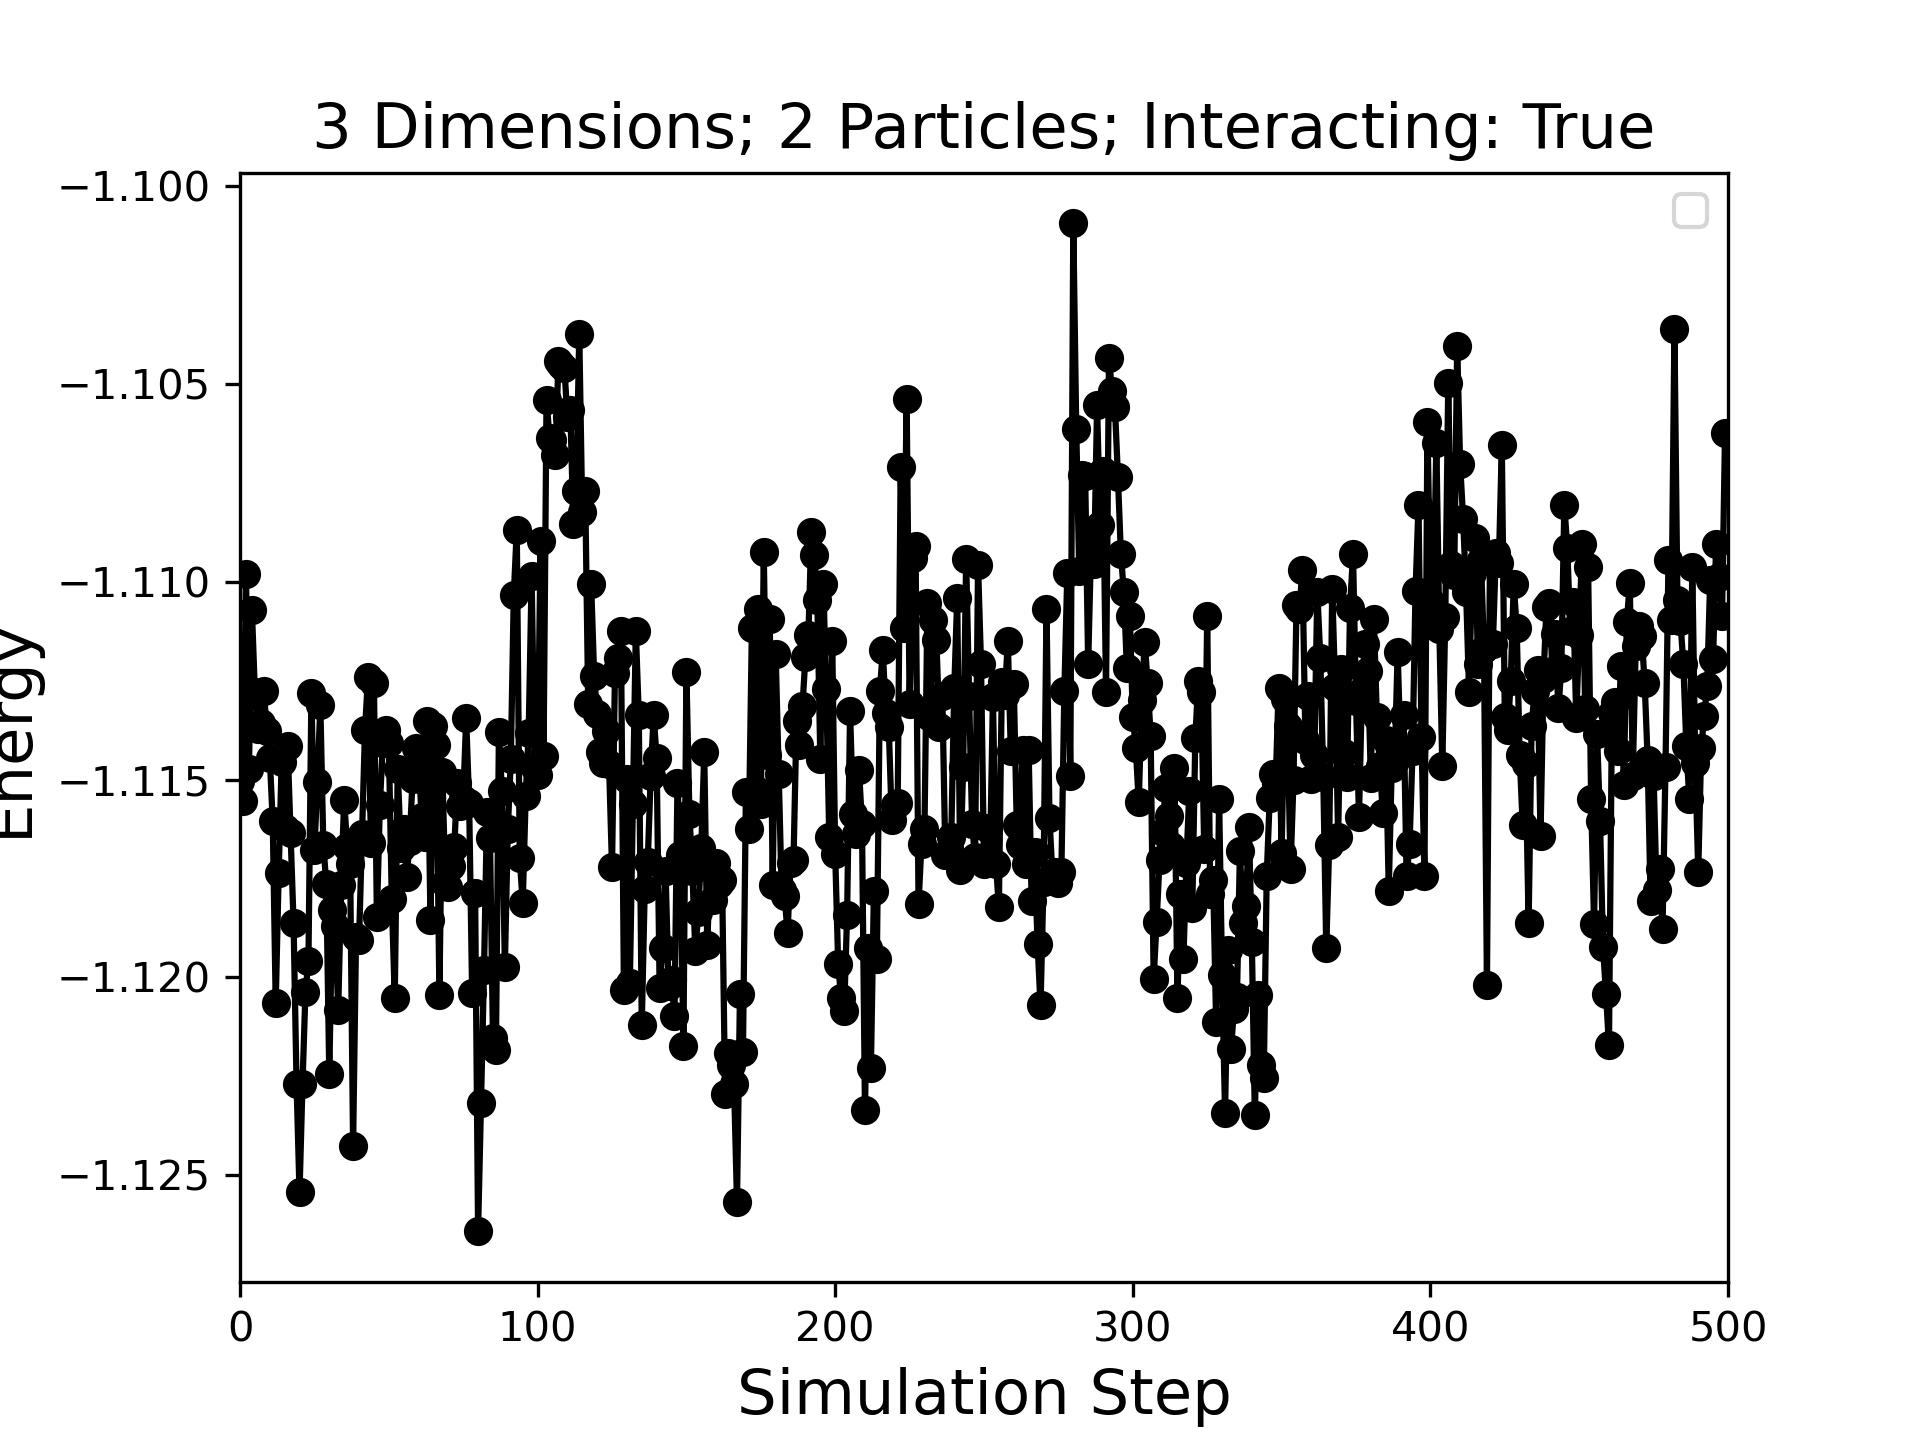 3 Dimensions; 2 Particles; Interacting: True
−1.100
−1.105
−1.110
−1.115
−1.120
−1.125
Energy
0 100 200 300 400 500
Simulation Step